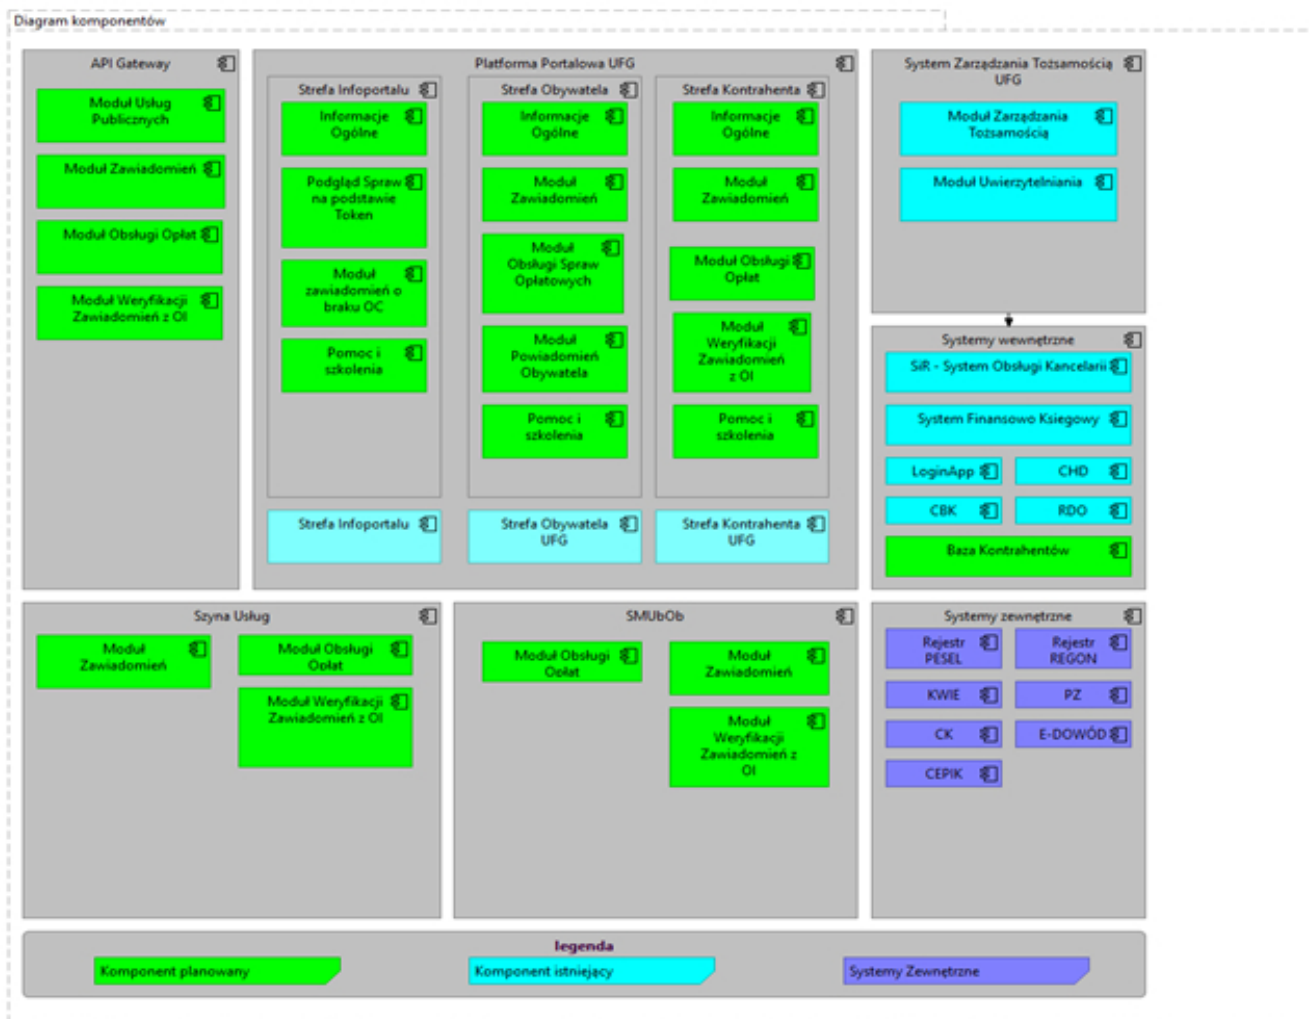 Diagram komponentów
API Gateway
Moduł Usług
Publicznych
Moduł Zawiadomień
Moduł Obsługi Opłat
Moduł Weryfikacji
Zawiadomień z OI
Platforma Portalowa UFG
Strefa Infoportalu
Informacje
Ogólne
Podgląd Spraw
na podstawie
Token
Moduł
zawiadomień o
braku OC
Pomoc i
szkolenia
Strefa Obywatela
Informacje
Ogólne
Moduł
Zawiadomień
Moduł
Obsługi Spraw
Opłatowych
Moduł
Powiadomień
Obywatela
Pomoc i
szkolenia
Strefa Kontrahenta
Informacje
Ogólne
Moduł
Zawiadomień
Moduł Obsługi
Opłat
Moduł
Weryfikacji
Zawiadomień
z OI
Pomoc i
szkolenia
Strefa Infoportalu
Strefa Obywatela
UFG
Strefa Kontrahenta
UFG
System Zarządzania Tożsamością
UFG
Moduł Zarządzania
Tożsamością
Moduł Uwierzytelniania
Systemy wewnętrzne
SiR - System Obsługi Kancelarii
System Finansowo Ksiegowy
LoginApp
CHD
CBK
RDO
Baza Kontrahentów
Szyna Usług
Moduł
Zawiadomień
Moduł Obsługi
Opłat
Moduł Weryfikacji
Zawiadomień z OI
SMUbOb
Moduł Obsługi
Opłat
Moduł
Zawiadomień
Moduł
Weryfikacji
Zawiadomień z
OI
Systemy zewnętrzne
Rejestr
PESEL
Rejestr
REGON
KWIE
PZ
CK
E-DOWÓD
CEPIK
legenda
Komponent planowany
Komponent istniejący
Systemy Zewnętrzne